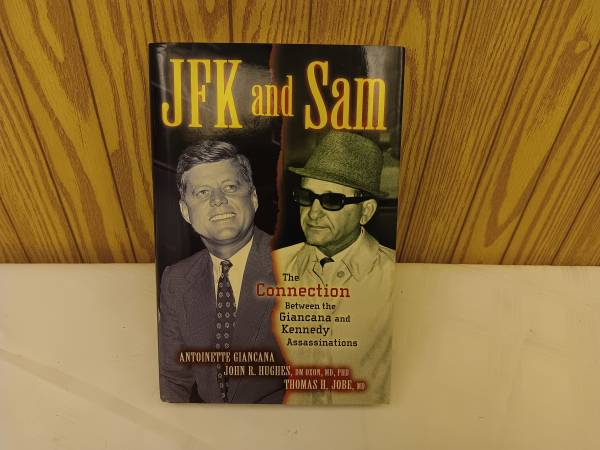 JFK and Sam
The
Connection
Between the
Giancana and
Kennedy
Assassinations
ANTOINETTE GIANCANA
JOHN R. HUGHES, DM OXON, MD, PHD
THOMAS H. JOBE, MD